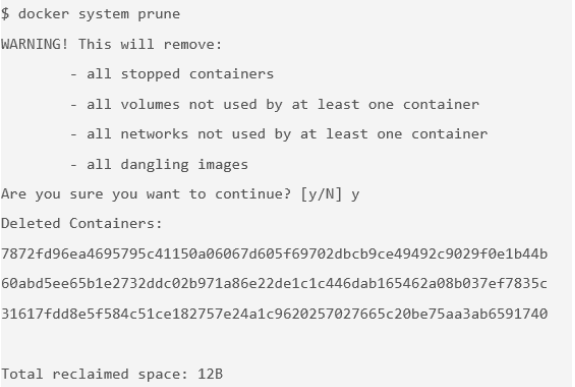 $ docker system prune
WARNING! This will remove:
- all stopped containers
- all volumes not used by at least one container
- all networks not used by at least one container
- all dangling images
Are you sure you want to continue? [y/N] y
Deleted Containers:
7872fd96ea4695795c41150a06067d605f69702dbcb9ce49492c9029f0e1b44b
60abd5ee65b1e2732ddc02b971a86e22de1c1c446dab165462a08b037ef7835c
31617fdd8e5f584c51ce182757e24a1c9620257027665c20be75aa3ab6591740
Total reclaimed space: 12B